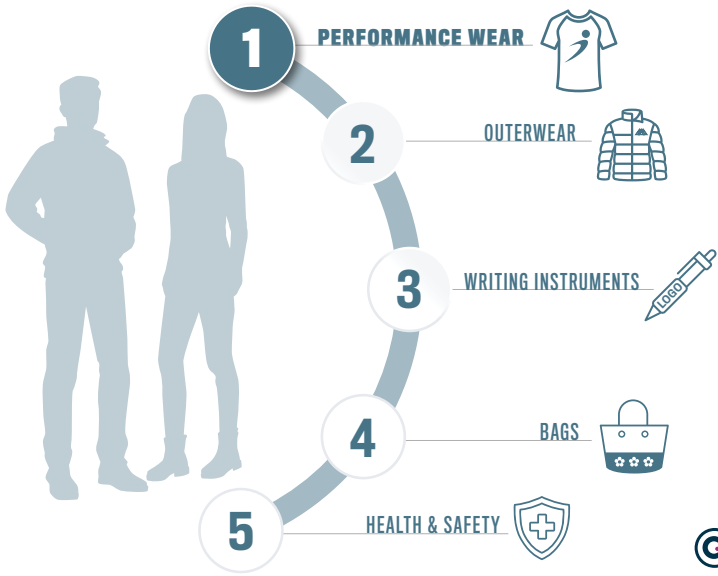 1
PERFORMANCE WEAR
2
OUTERWEAR
3
WRITING INSTRUMENTS
LOGO
4
BAGS
5
HEALTH & SAFETY